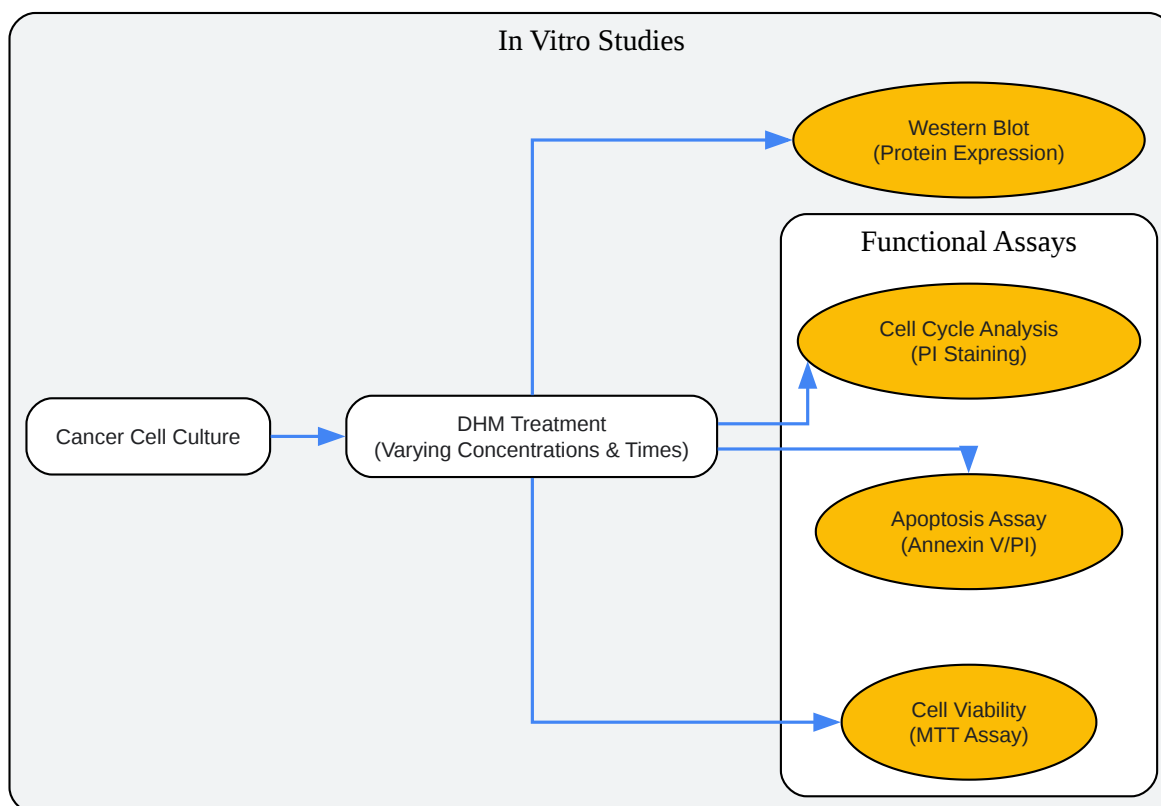 In Vitro Studies
Western Blot
(Protein Expression)
Functional Assays
Cell Cycle Analysis
(PI Staining)
Cancer Cell Culture
DHM Treatment
(Varying Concentrations & Times)
Apoptosis Assay
(Annexin V/PI)
Cell Viability
(MTT Assay)